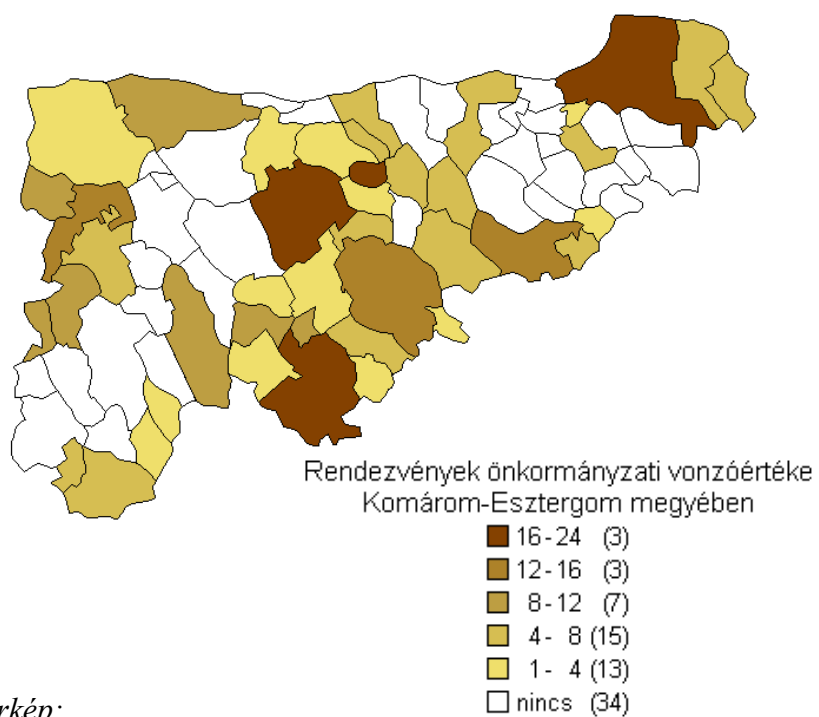 Rendezvények önkormányzati vonzóértéke
Komárom-Esztergom megyében
16-24 (3)
12-16 (3)
8-12 (7)
4- 8 (15)
1- 4 (13)
nincs (34)
rkép: